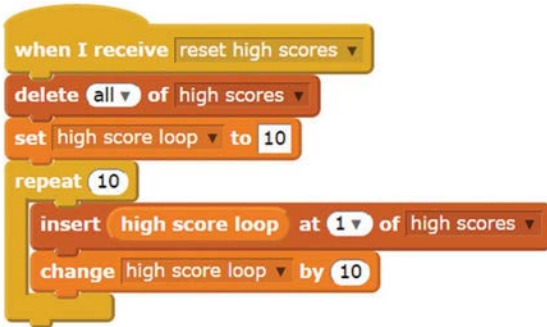 when I receive reset high scores
delete all of high scores
set high score loop to 10
repeat 10
insert high score loop at 1 of high scores
change high score loop by 10